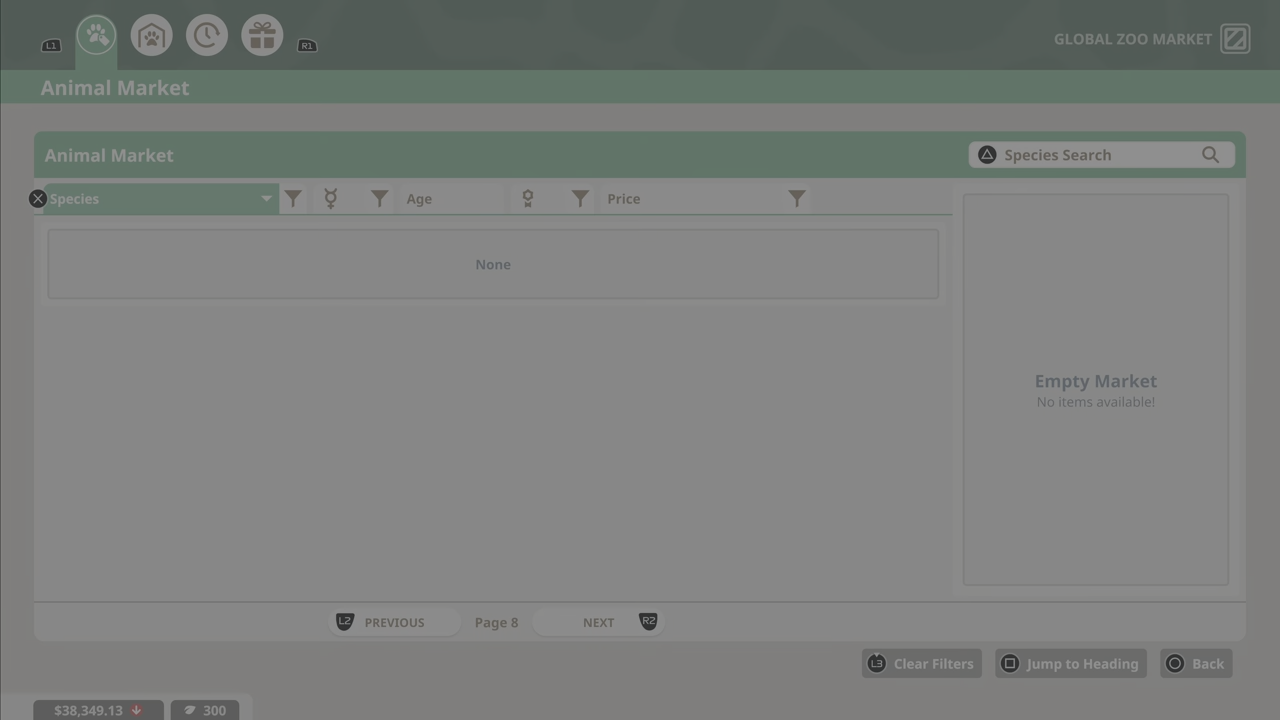 L1
R1
GLOBAL ZOO MARKET
Animal Market
Animal Market
Species Search
Species
Age
Price
None
Empty Market
No items available!
L2 PREVIOUS Page 8 NEXT R2
L3 Clear Filters
Jump to Heading
Back
$38,349.13
300